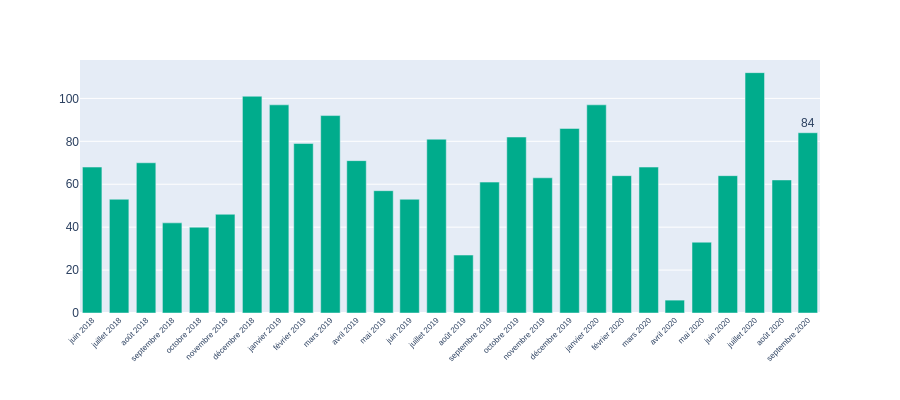 100
80
60
40
20
0
84
juin 2018
juillet 2018
août 2018
septembre 2018
octobre 2018
novembre 2018
décembre 2018
janvier 2019
février 2019
mars 2019
avril 2019
mai 2019
juin 2019
juillet 2019
août 2019
septembre 2019
octobre 2019
novembre 2019
décembre 2019
janvier 2020
février 2020
mars 2020
avril 2020
mai 2020
juin 2020
juillet 2020
août 2020
septembre 2020